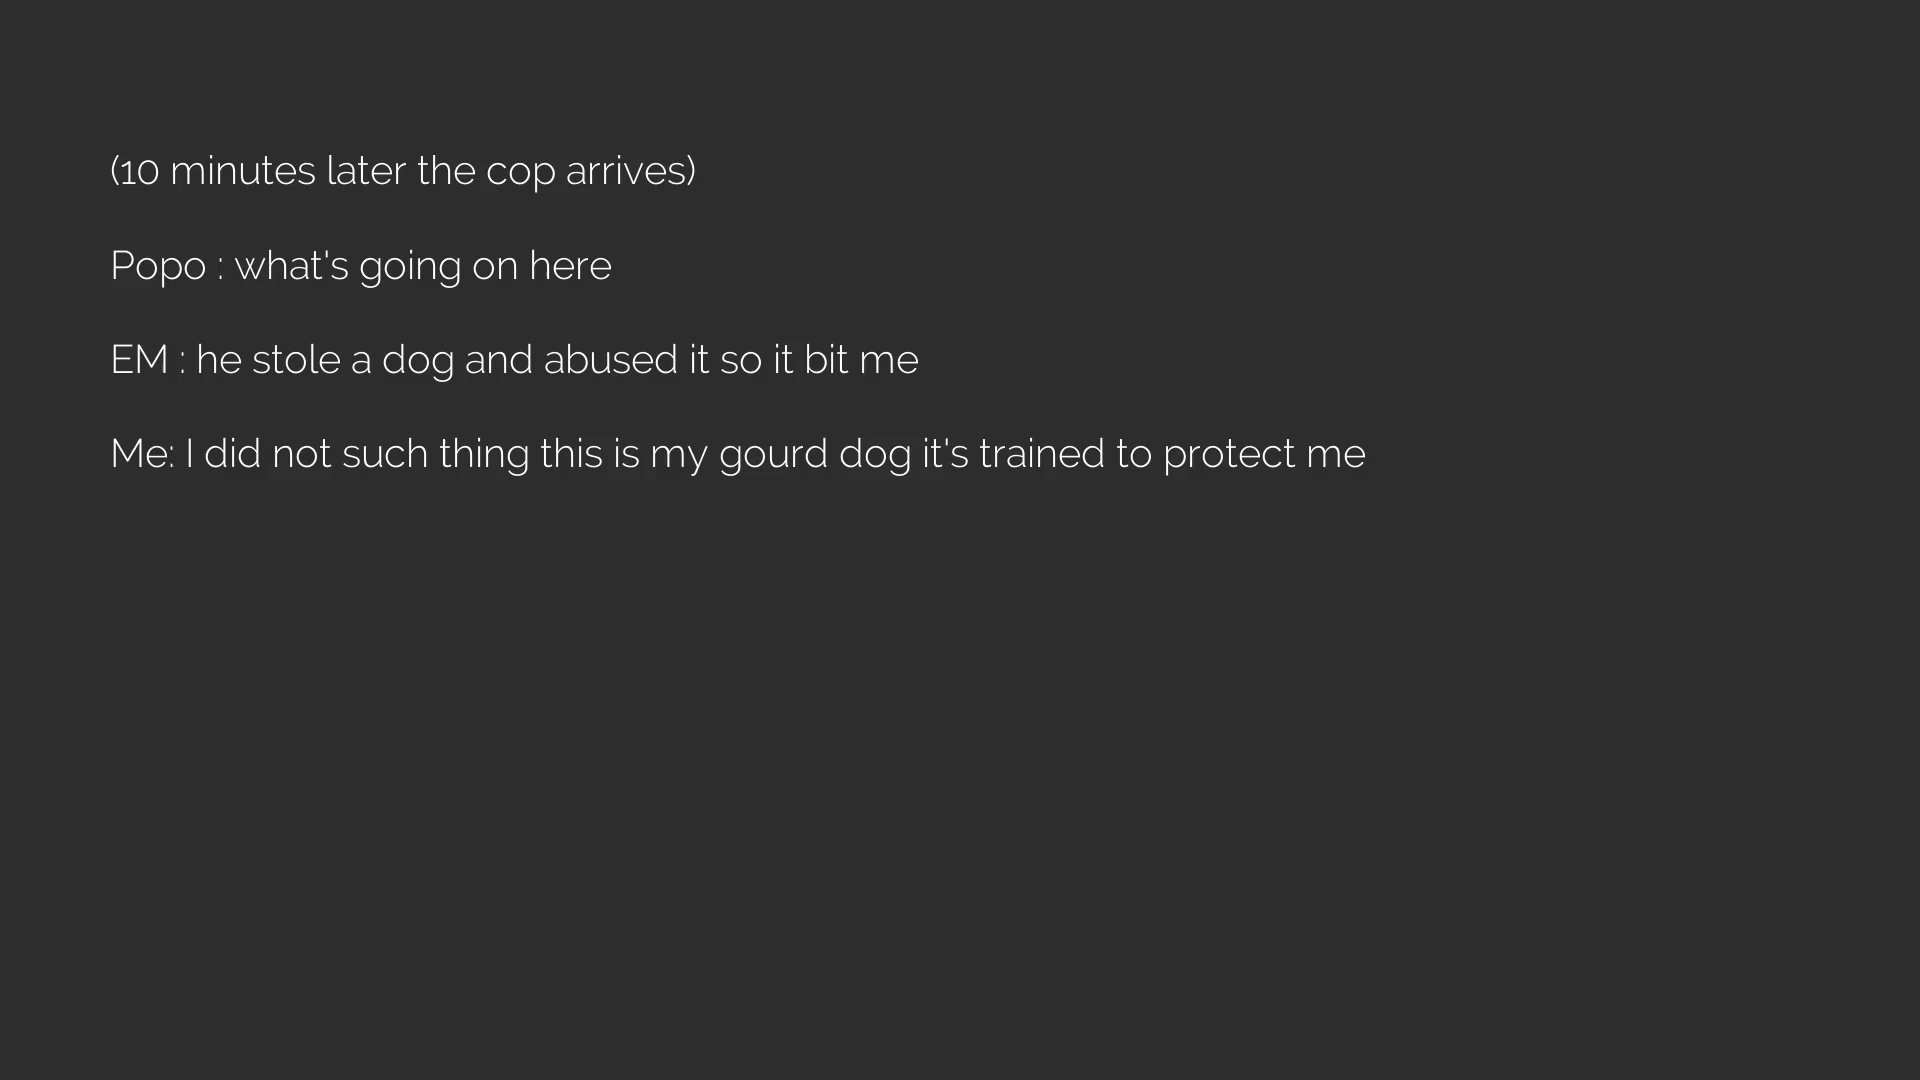 (10 minutes later the cop arrives)
Popo : what's going on here
EM : he stole a dog and abused it so it bit me
Me: I did not such thing this is my gourd dog it's trained to protect me